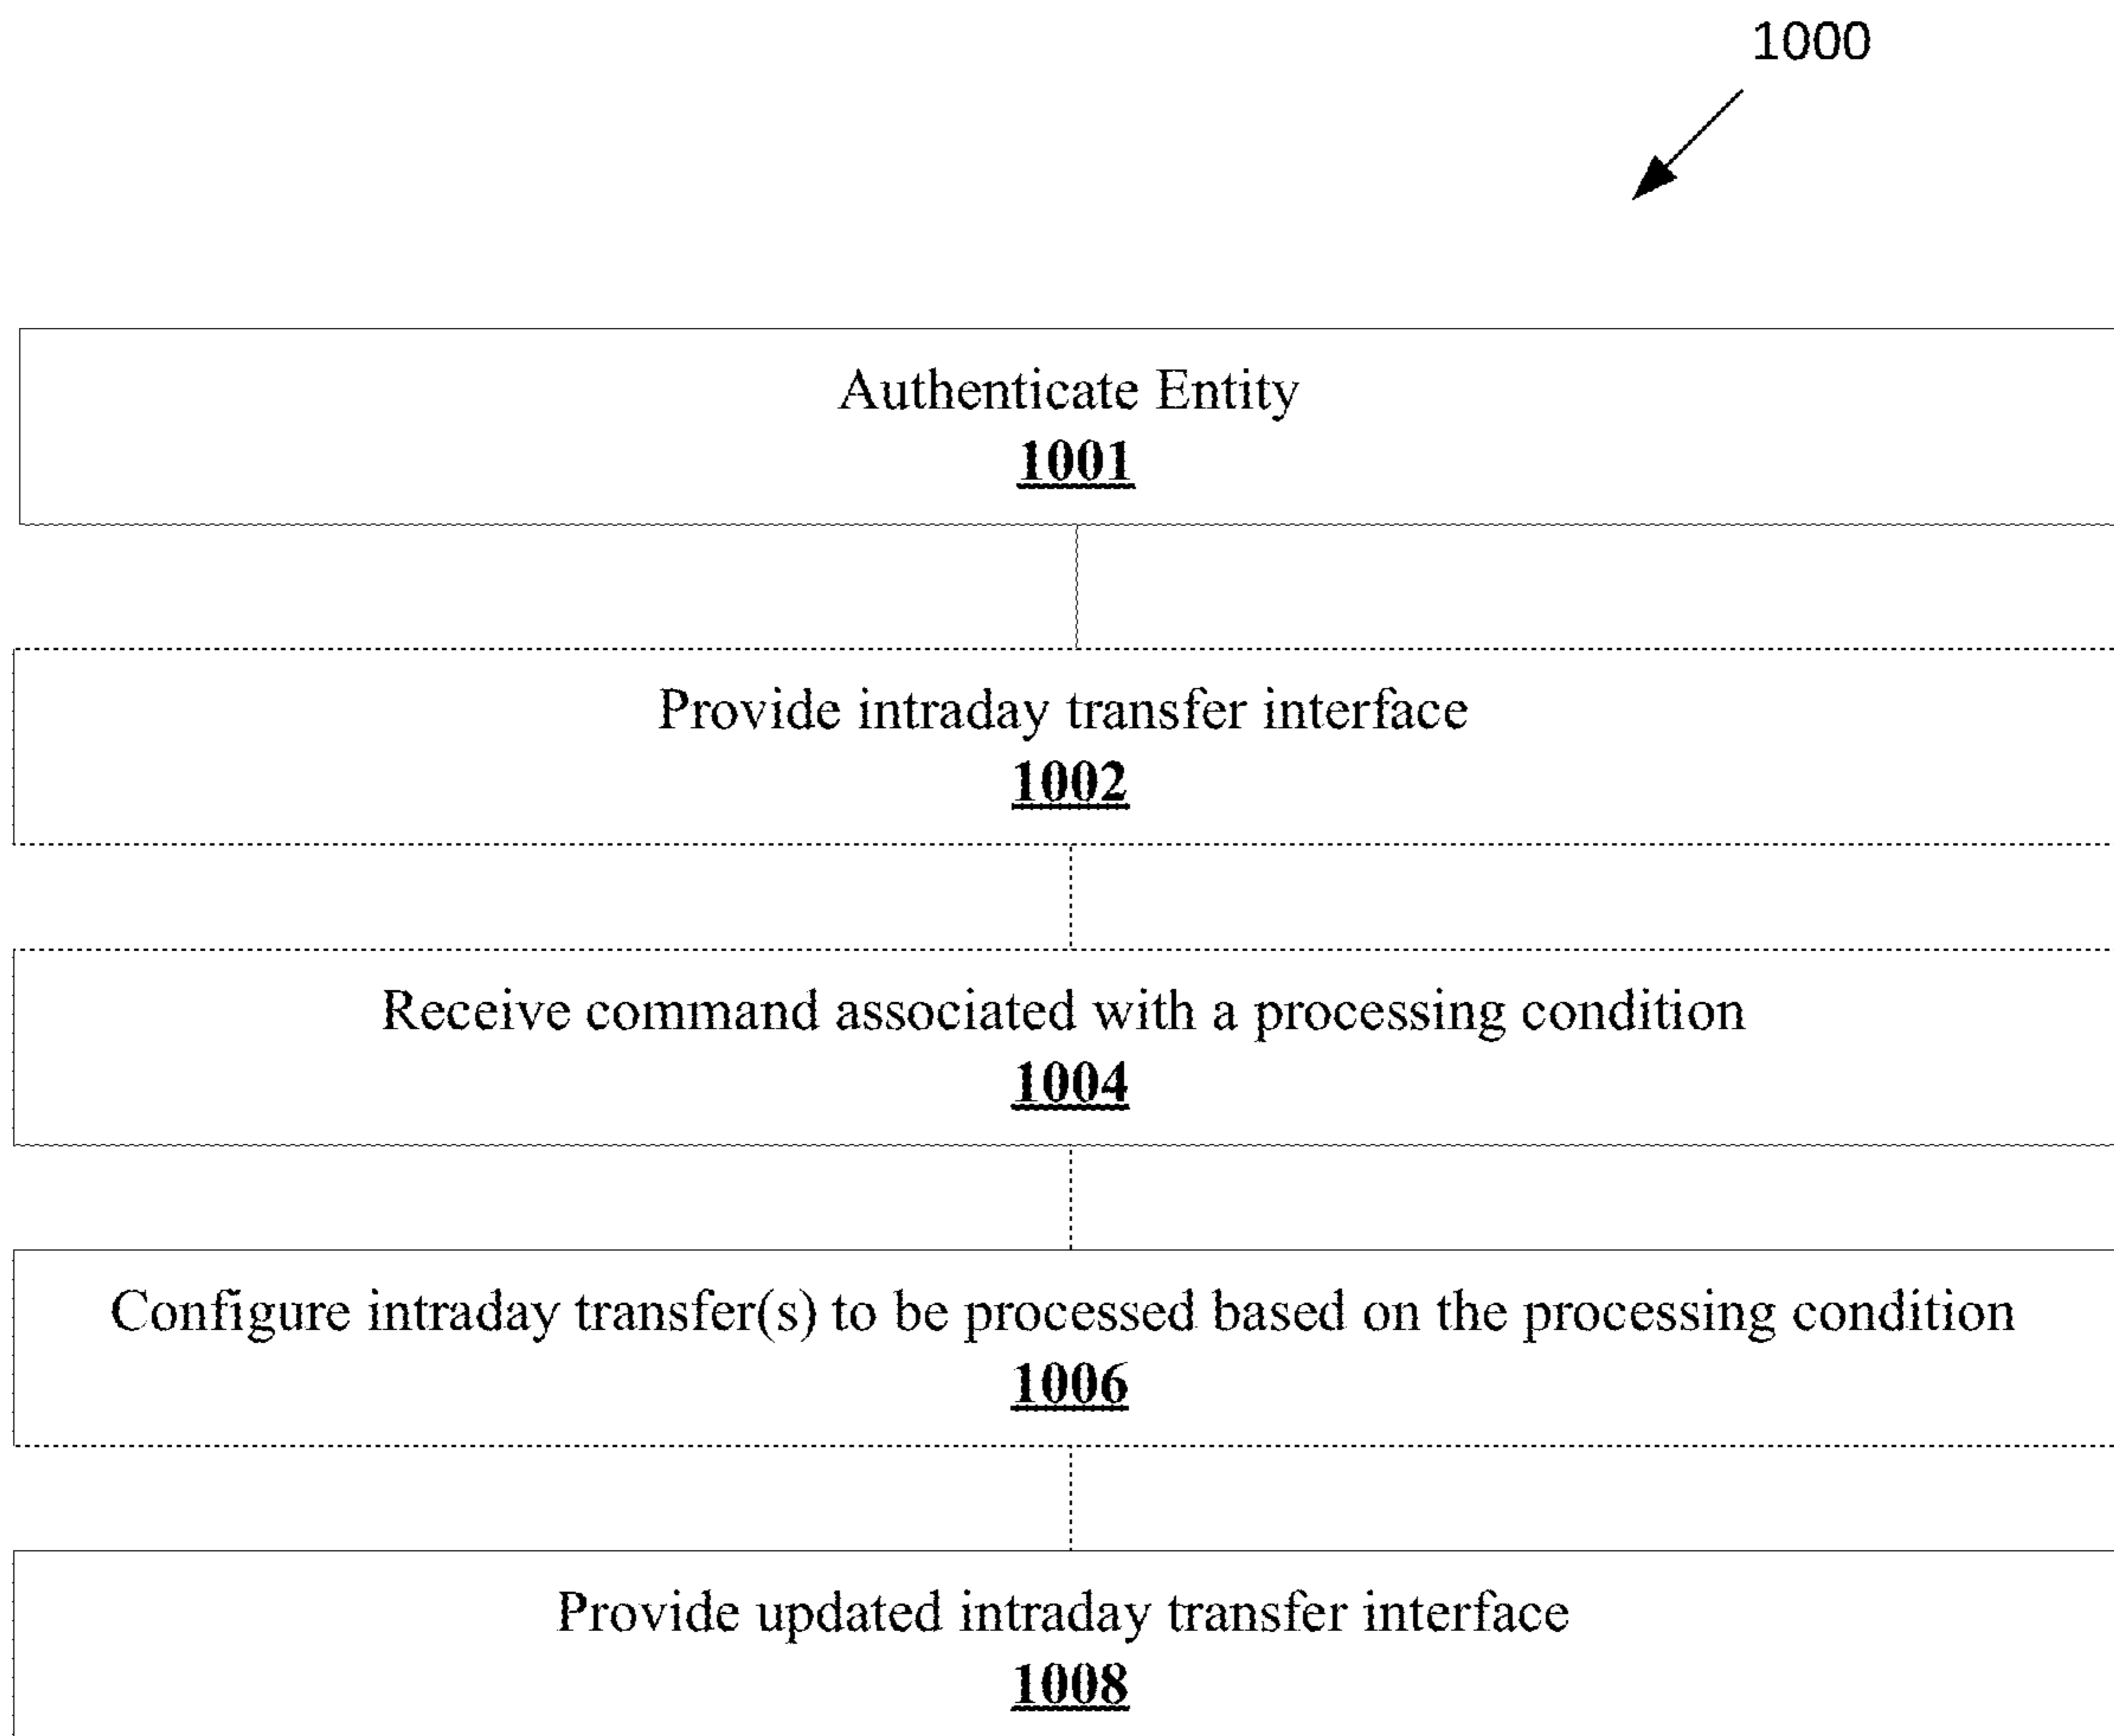 1000
Authenticate Entity
1001
Provide intraday transfer interface
1002
Receive command associated with a processing condition
1004
Configure intraday transfer(s) to be processed based on the processing condition
1006
Provide updated intraday transfer interface
1008